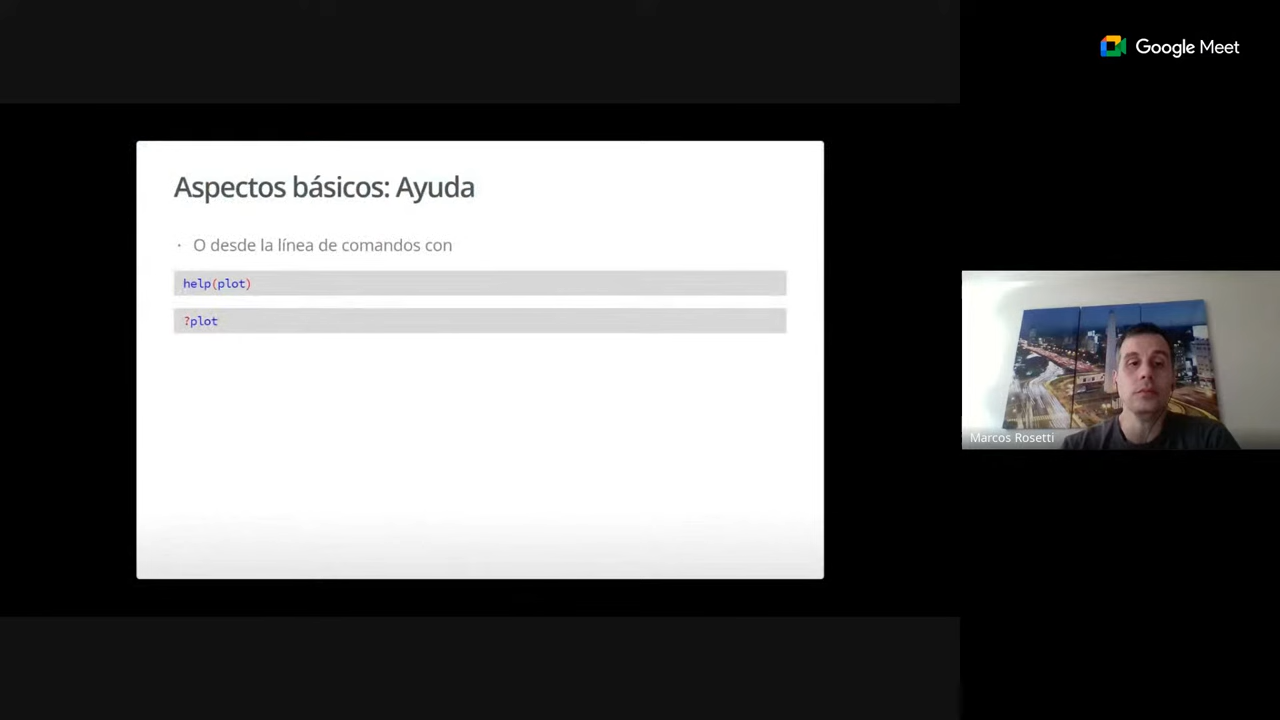 Google Meet
Aspectos básicos: Ayuda
· O desde la línea de comandos con
help(plot)
?plot
Marcos Rosetti